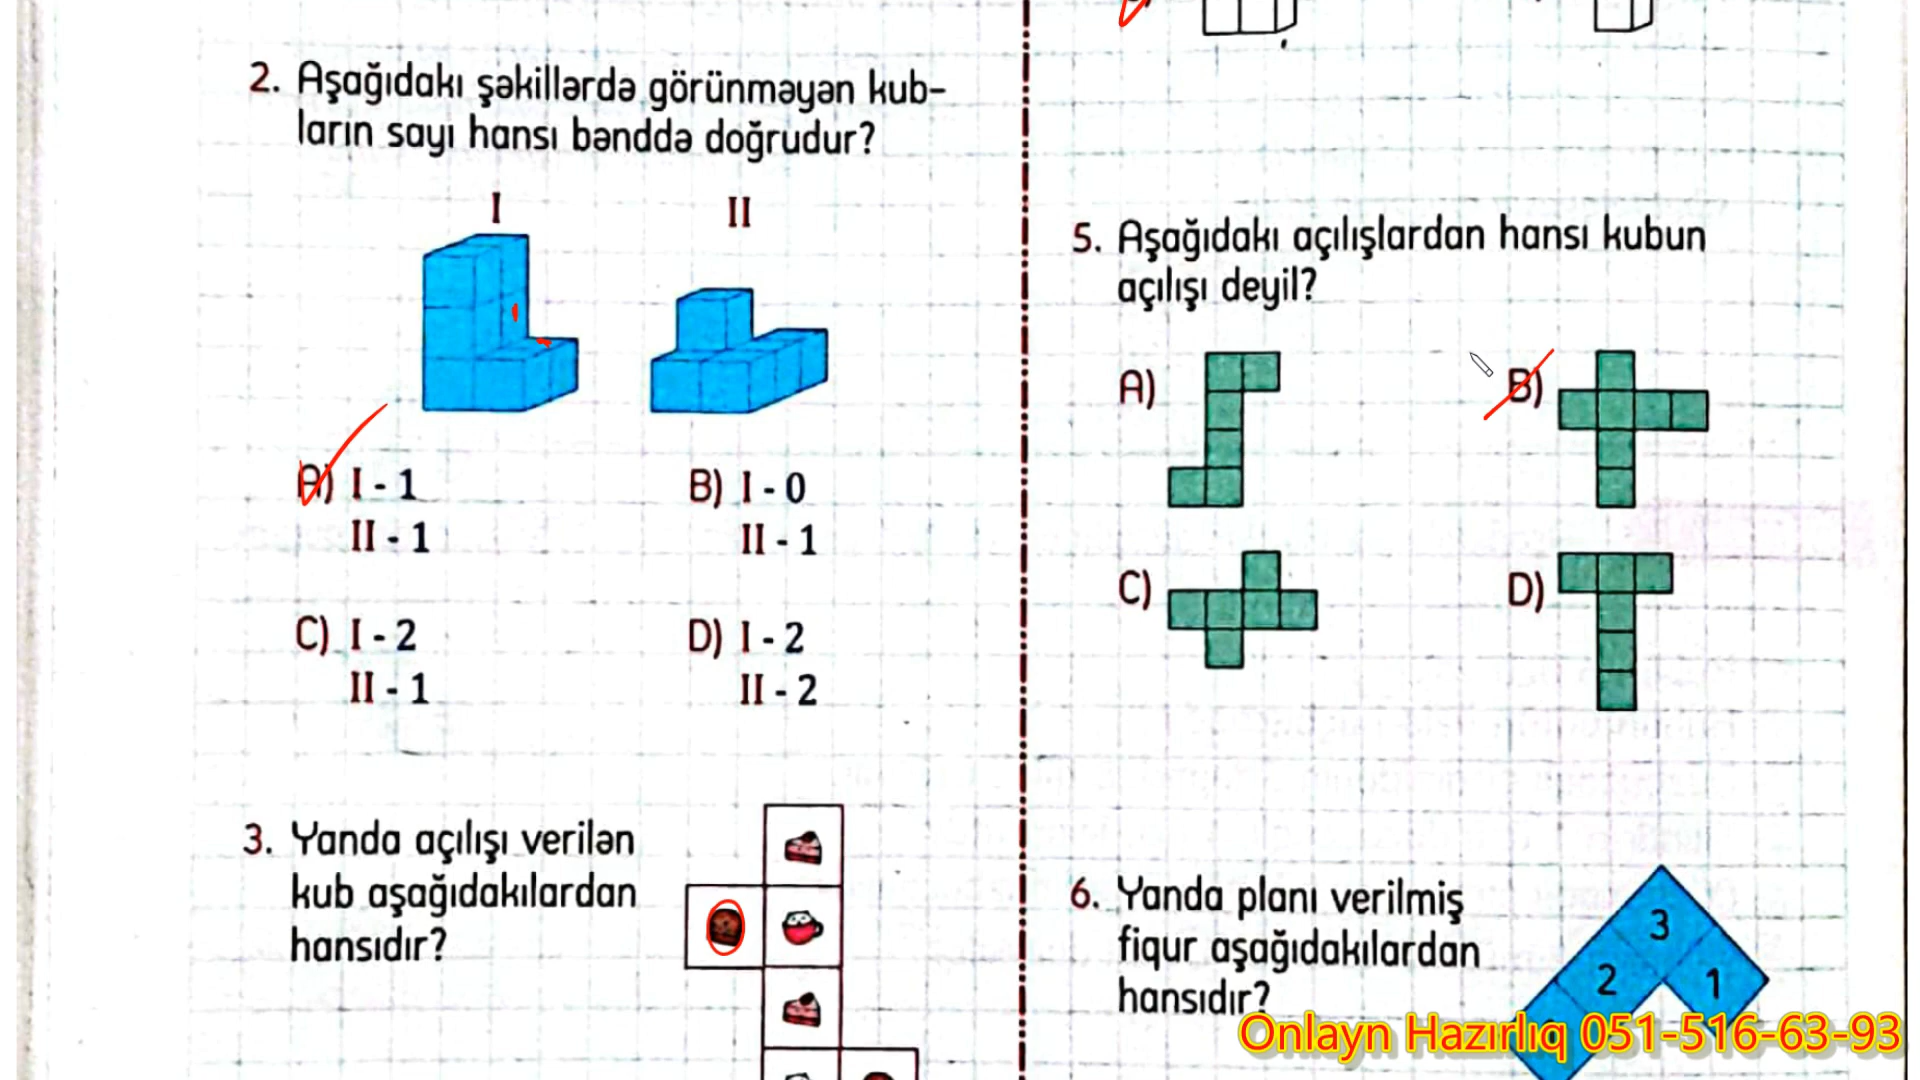 2. Aşağıdakı şəkillərdə görünməyən kub-
ların sayı hansı bənddə doğrudur?
I II
A) I - 1
II - 1
B) I - 0
II - 1
C) I - 2
II - 1
D) I - 2
II - 2
3. Yanda açılışı verilən
kub aşağıdakılardan
hansıdır?
5. Aşağıdakı açılışlardan hansı kubun
açılışı deyil?
A)
B)
C)
D)
6. Yanda planı verilmiş
fiqur aşağıdakılardan
hansıdır?
3
2 1
Onlayn Hazırlıq 051-516-63-93